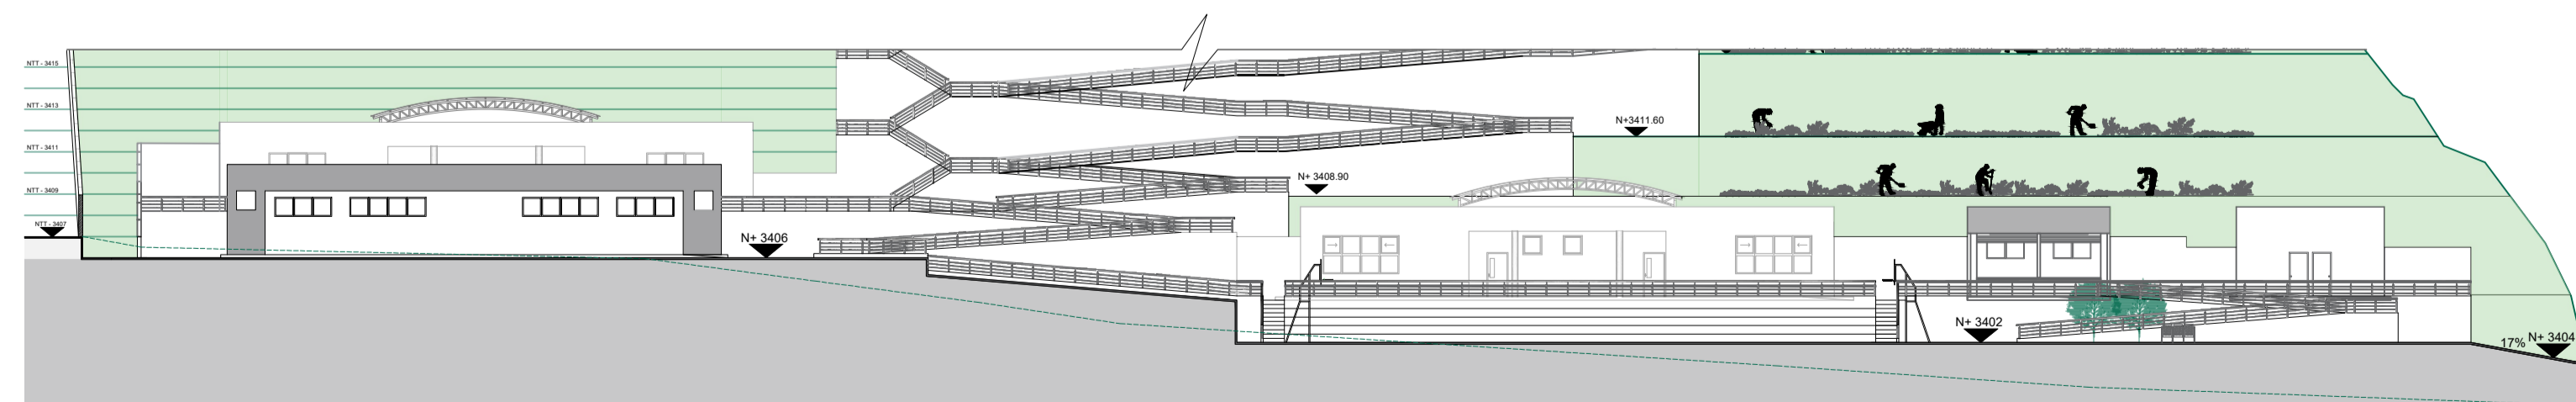 NTT - 3415
NTT - 3413
NTT - 3411
NTT - 3409
NTT - 3407
N+ 3406
N+ 3408.90
N+3411.60
N+ 3402
17%
N+ 3404